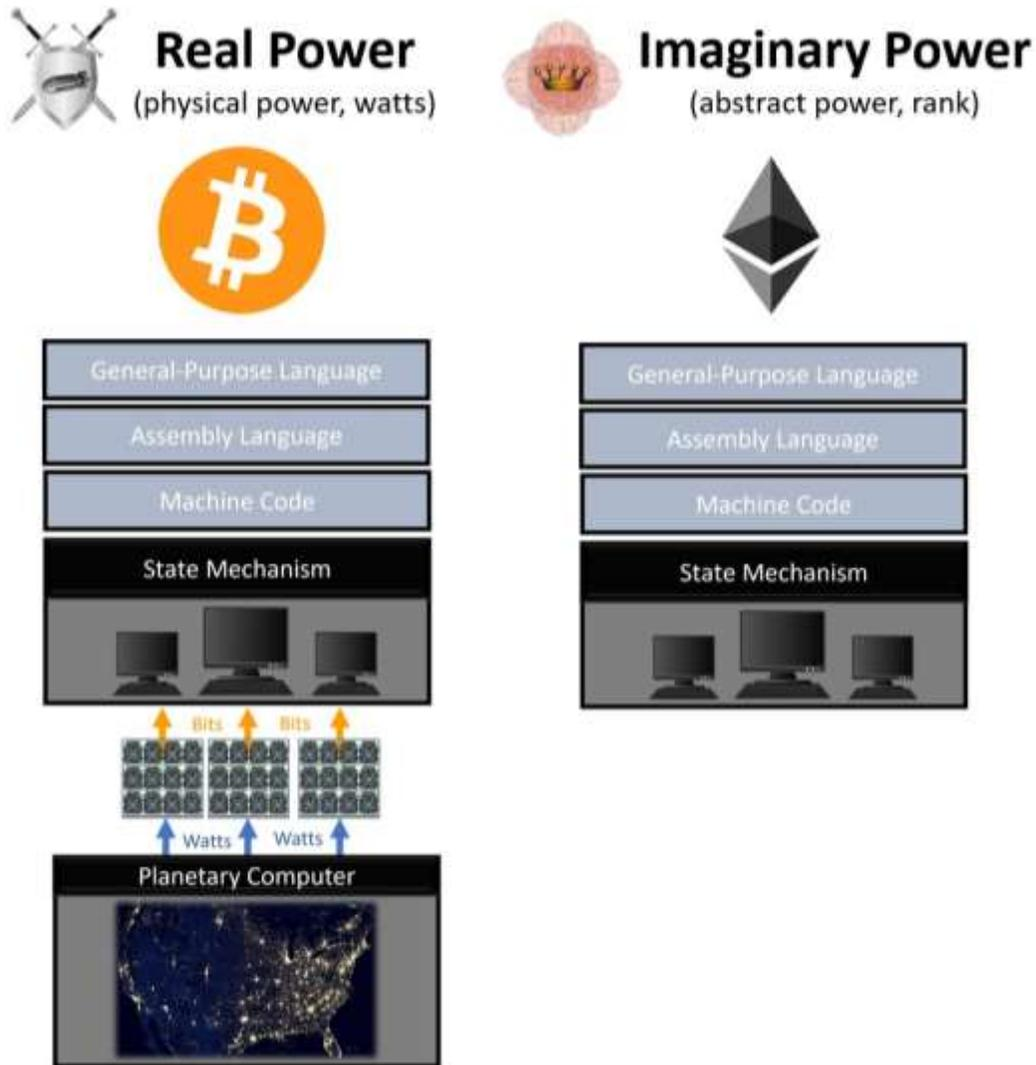 Real Power
(physical power, watts)
General-Purpose Language
Assembly Language
Machine Code
State Mechanism
Bits Bits
Watts Watts
Planetary Computer
Imaginary Power
(abstract power, rank)
General-Purpose Language
Assembly Language
Machine Code
State Mechanism